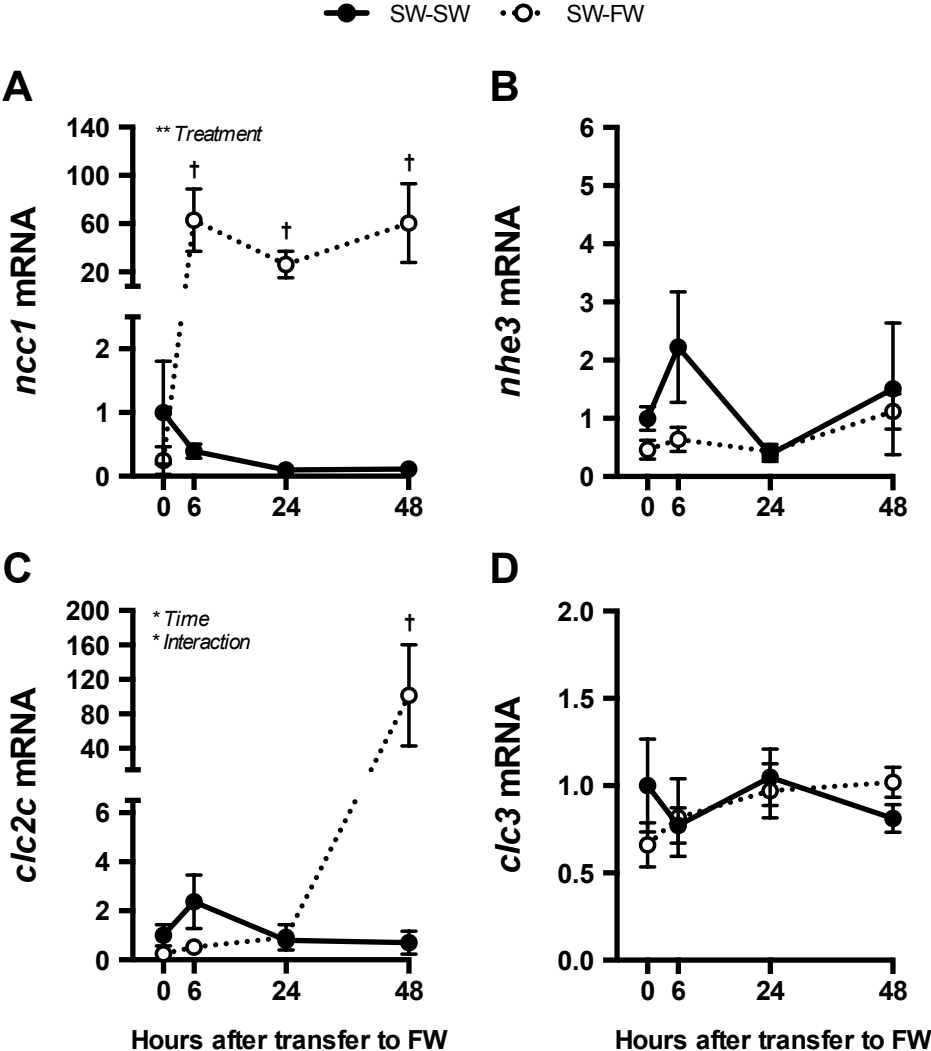 SW-SW SW-FW
A
ncc1 mRNA
140
100
60
20
2
1
0
** Treatment
†
†
†
0 6 24 48
B
nhe3 mRNA
6
5
4
3
2
1
0
0 6 24 48
C
clc2c mRNA
200
160
120
80
40
6
4
2
0
* Time
* Interaction
†
0 6 24 48
Hours after transfer to FW
D
clc3 mRNA
2.0
1.5
1.0
0.5
0.0
0 6 24 48
Hours after transfer to FW